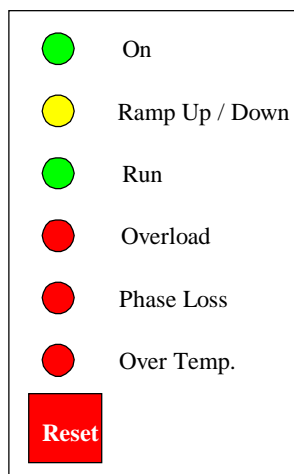 On
Ramp Up / Down
Run
Overload
Phase Loss
Over Temp.
Reset